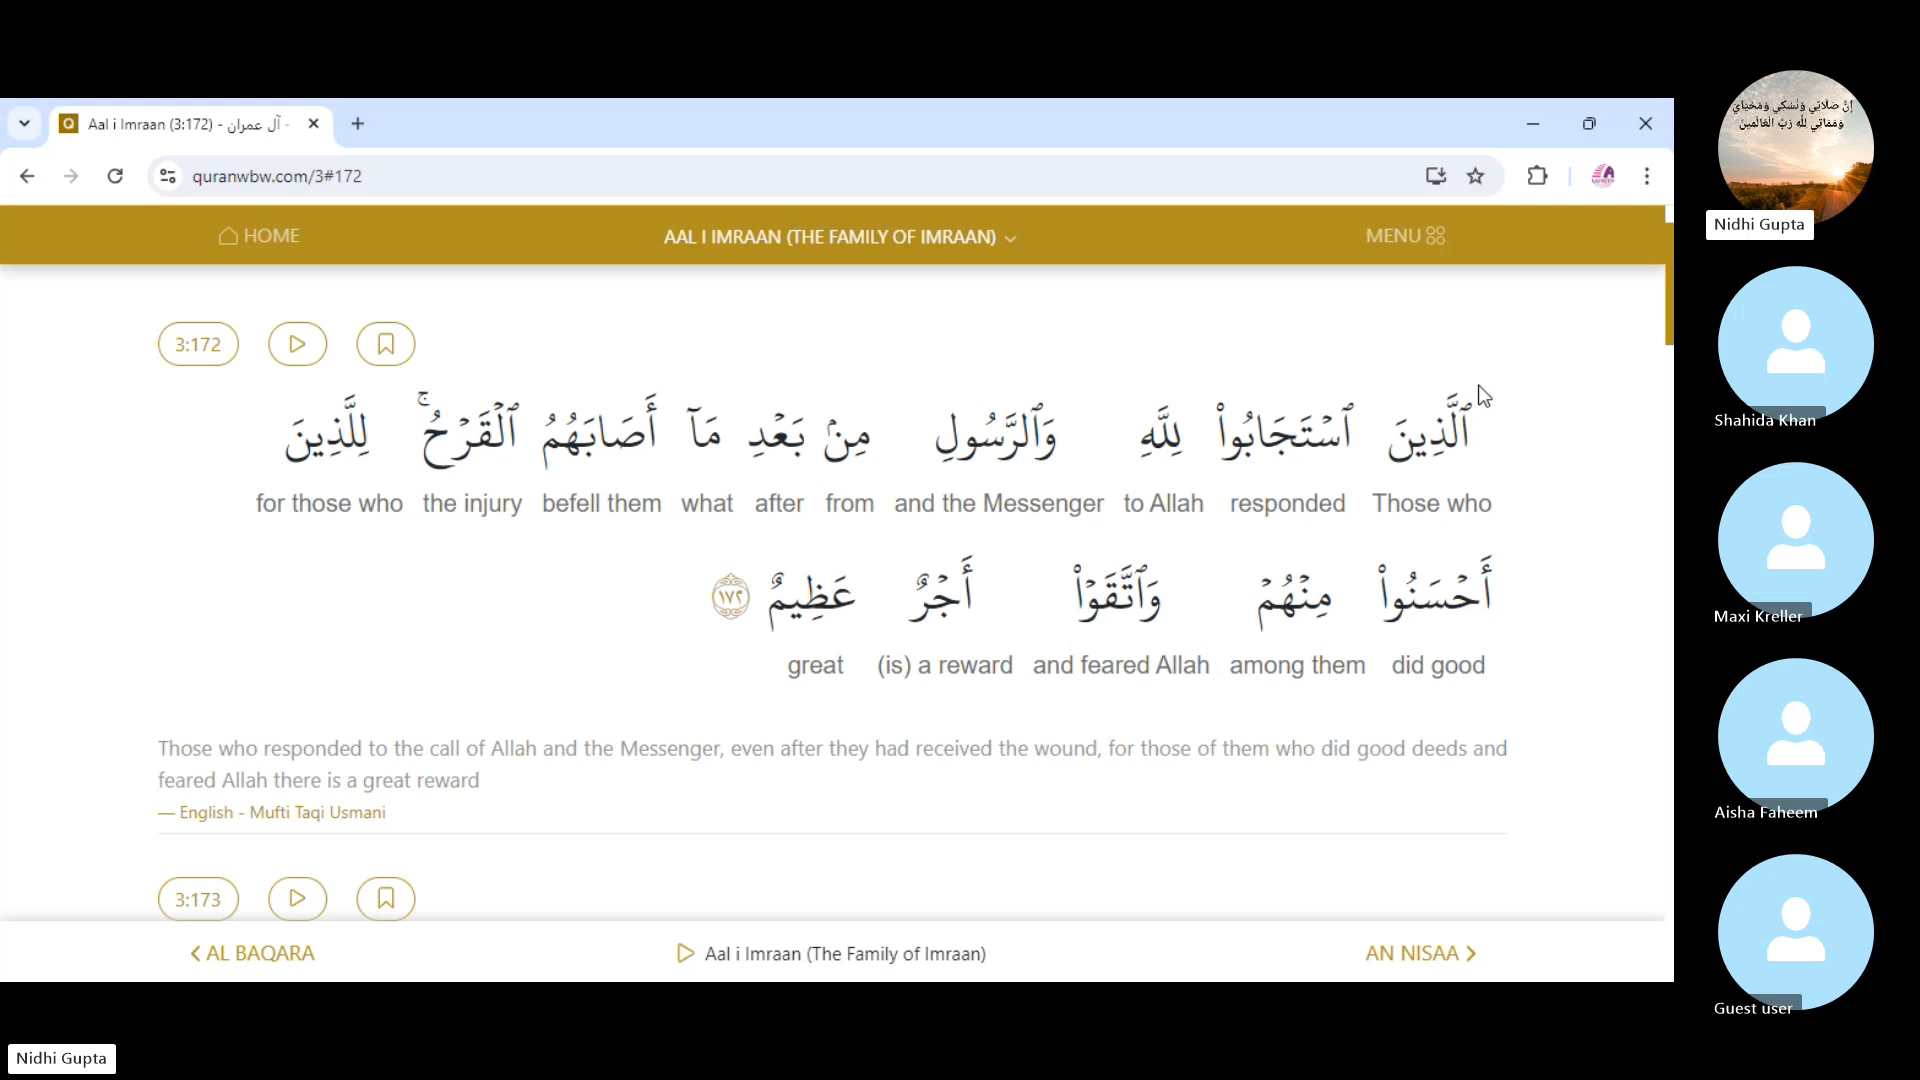 Aal i Imraan (3:172) - آل عمران -
quranwbw.com/3#172
HOME
AAL I IMRAAN (THE FAMILY OF IMRAAN)
MENU
3:172
ٱلَّذِينَ ٱسْتَجَابُوا۟ لِلَّهِ وَٱلرَّسُولِ مِنۢ بَعْدِ مَآ أَصَابَهُمُ ٱلْقَرْحُ ۚ لِلَّذِينَ
for those who the injury befell them what after from and the Messenger to Allah responded Those who
أَحْسَنُوا۟ مِنْهُمْ وَٱتَّقَوْا۟ أَجْرٌ عَظِيمٌ ١٧٢
great (is) a reward and feared Allah among them did good
Those who responded to the call of Allah and the Messenger, even after they had received the wound, for those of them who did good deeds and
feared Allah there is a great reward
— English - Mufti Taqi Usmani
3:173
AL BAQARA
Aal i Imraan (The Family of Imraan)
AN NISAA
إِنَّ صَلَاتِي وَنُسُكِي وَمَحْيَايَ
وَمَمَاتِي لِلَّهِ رَبِّ الْعَالَمِينَ
Nidhi Gupta
Shahida Khan
Maxi Kreller
Aisha Faheem
Guest user
Nidhi Gupta